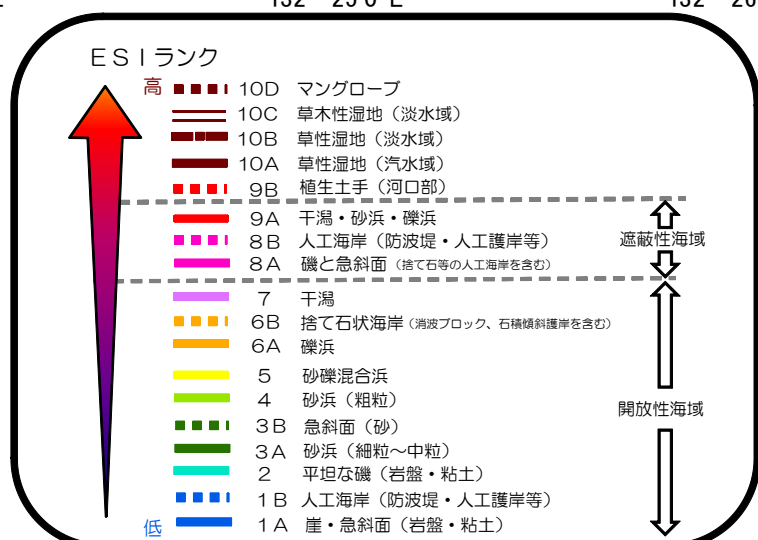 132° 25'0"E
ESIランク
高 10D マングローブ
10C 草木性湿地（淡水域）
10B 草性湿地（淡水域）
10A 草性湿地（汽水域）
9B 植生土手（河口部）
9A 干潟・砂浜・礫浜
8B 人工海岸（防波堤・人工護岸等）
遮蔽性海域
8A 磯と急斜面（捨て石等の人工海岸を含む）
7 干潟
6B 捨て石状海岸（消波ブロック、石積傾斜護岸を含む）
6A 礫浜
5 砂礫混合浜
4 砂浜（粗粒）
開放性海域
3B 急斜面（砂）
3A 砂浜（細粒～中粒）
2 平坦な磯（岩盤・粘土）
1B 人工海岸（防波堤・人工護岸等）
低 1A 崖・急斜面（岩盤・粘土）